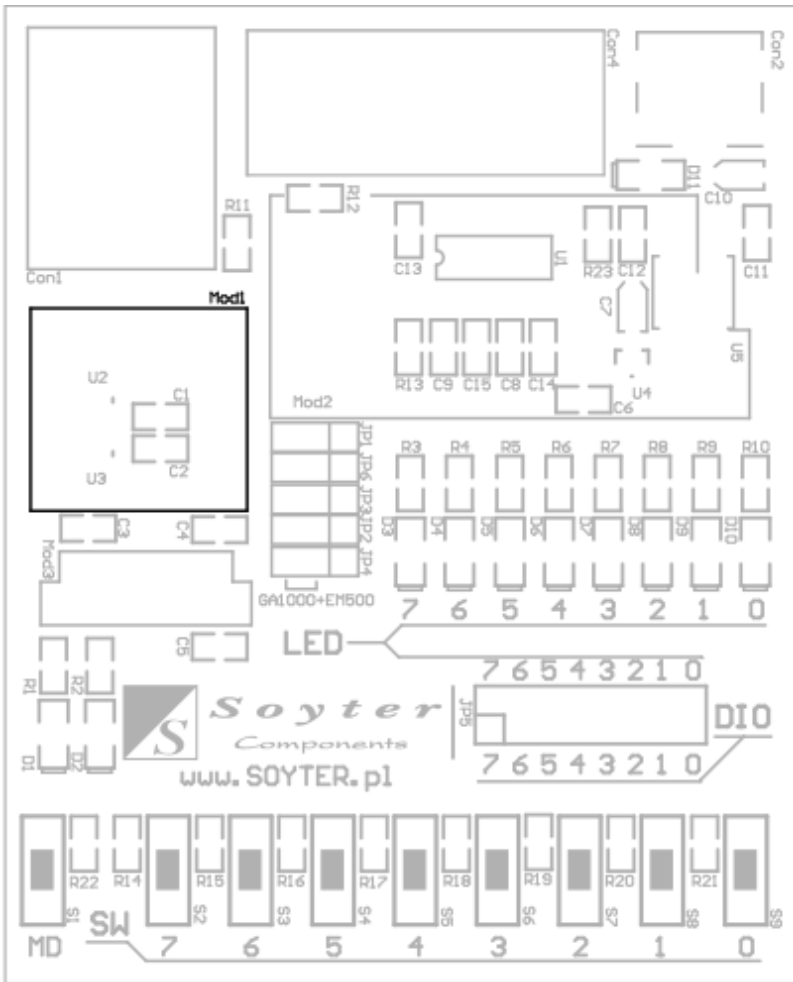 Con4
Con2
D11
R12
C10
R11
Con1
C13
U1
R23
C12
C11
C7
U5
Mod1
U2
C1
C2
U3
R13
C9
C15
C8
C14
U4
C6
Mod2
JP1
JP6
JP3
JP2
JP4
GA1000+EM500
R3 R4 R5 R6 R7 R8 R9 R10
D3 D4 D5 D6 D7 D8 D9 D10
7 6 5 4 3 2 1 0
C3
C4
Mod3
C5
LED
7 6 5 4 3 2 1 0
R1 R2
D1 D2
S
Soyter
Components
www.SOYTER.pl
JP5
DIO
7 6 5 4 3 2 1 0
R22 R14 R15 R16 R17 R18 R19 R20 R21
S1 S2 S3 S4 S5 S6 S7 S8 S9
MD SW 7 6 5 4 3 2 1 0